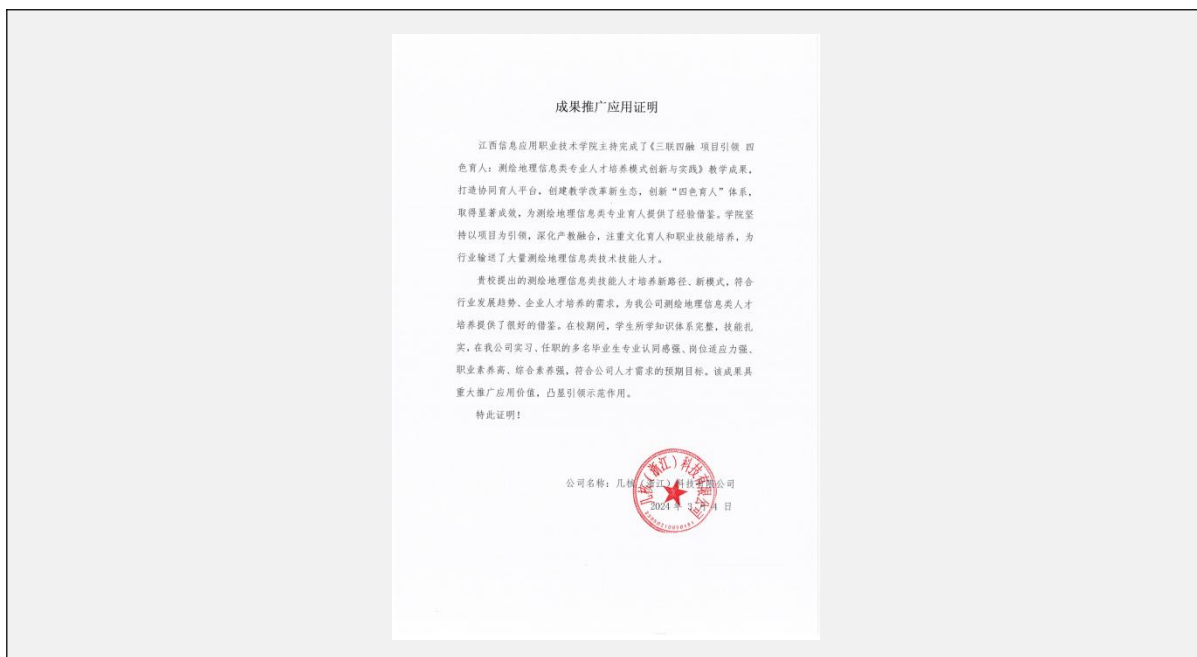 成果推广应用证明
江西信息应用职业技术学院主持完成了《三联四融 项目引领 四
色育人：测绘地理信息类专业人才培养模式创新与实践》教学成果，
打造协同育人平台，创建教学改革新生态，创新“四色育人”体系，
取得显著成效，为测绘地理信息类专业育人提供了经验借鉴。学院坚
持以项目为引领，深化产教融合，注重文化育人和职业技能培养，为
行业输送了大量测绘地理信息类技术技能人才。
贵校提出的测绘地理信息类技能人才培养新路径、新模式，符合
行业发展趋势、企业人才培养的需求，为我公司测绘地理信息类人才
培养提供了很好的借鉴。在校期间，学生所学知识体系完整，技能扎
实，在我公司实习、任职的多名毕业生专业认同感强、岗位适应力强、
职业素养高、综合素养强，符合公司人才需求的预期目标。该成果具
重大推广应用价值，凸显引领示范作用。
特此证明！
公司名称：几核（浙江）科技有限公司
2024 年 3 月 4 日
几核（浙江）科技有限公司